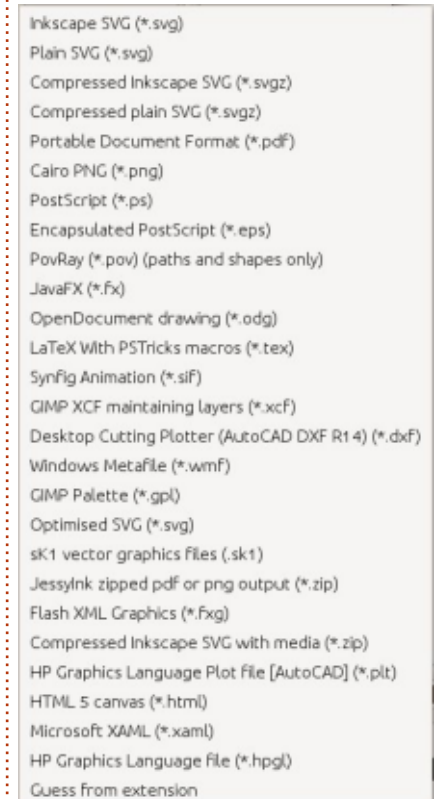 Inkscape SVG (*.svg)
Plain SVG (*.svg)
Compressed Inkscape SVG (*.svgz)
Compressed plain SVG (*.svgz)
Portable Document Format (*.pdf)
Cairo PNG (*.png)
PostScript (*.ps)
Encapsulated PostScript (*.eps)
PovRay (*.pov) (paths and shapes only)
JavaFX (*.fx)
OpenDocument drawing (*.odg)
LaTeX With PSTricks macros (*.tex)
Synfig Animation (*.sif)
GIMP XCF maintaining layers (*.xcf)
Desktop Cutting Plotter (AutoCAD DXF R14) (*.dxf)
Windows Metafile (*.wmf)
GIMP Palette (*.gpl)
Optimised SVG (*.svg)
sK1 vector graphics files (.sk1)
JessyInk zipped pdf or png output (*.zip)
Flash XML Graphics (*.fxg)
Compressed Inkscape SVG with media (*.zip)
HP Graphics Language Plot file [AutoCAD] (*.plt)
HTML 5 canvas (*.html)
Microsoft XAML (*.xaml)
HP Graphics Language file (*.hpgl)
Guess from extension